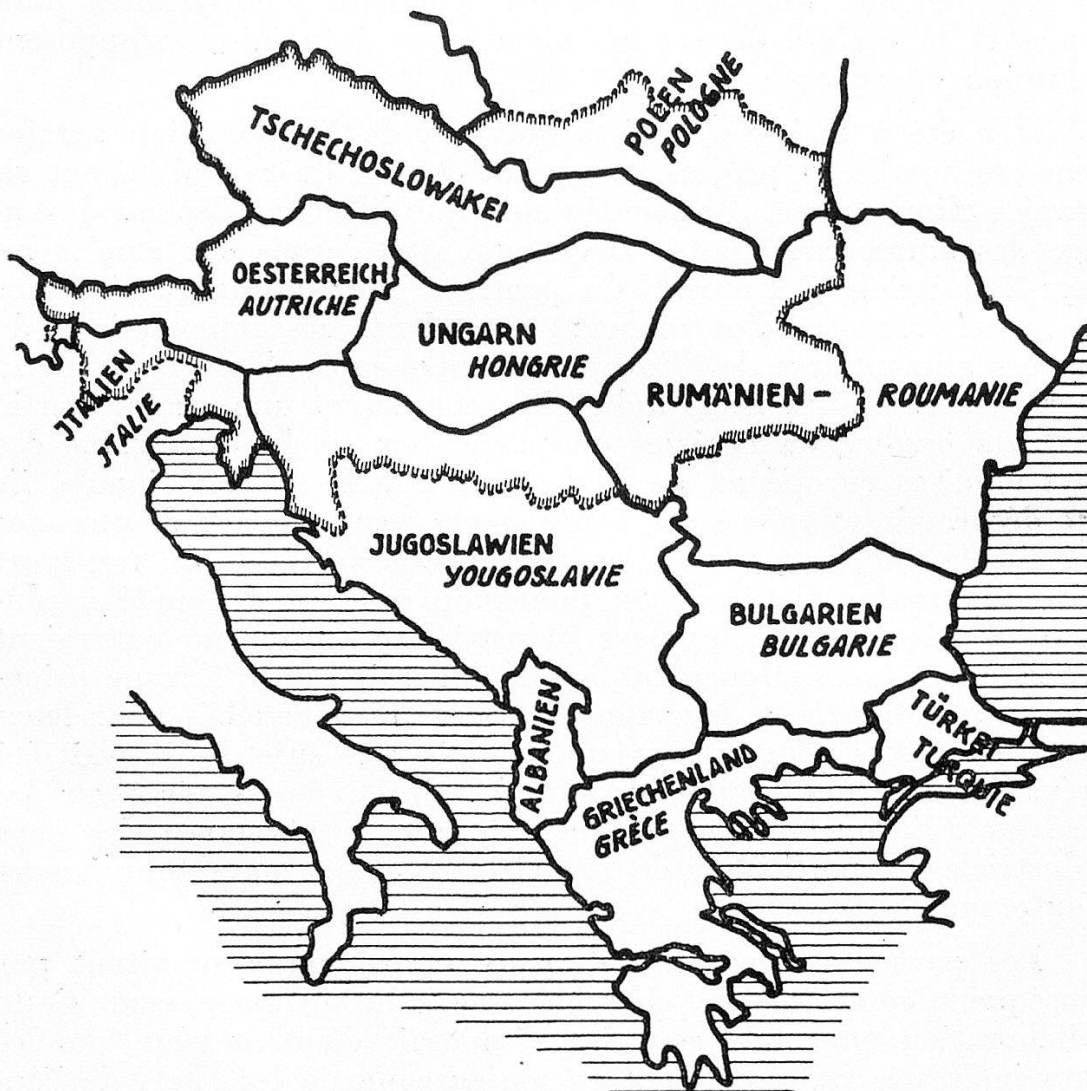 POLEN
POLOGNE
TSCHECHOSLOWAKEI
OESTERREICH
AUTRICHE
UNGARN
HONGRIE
RUMÄNIEN –
ROUMANIE
JTALIEN
JTALIE
JUGOSLAWIEN
YOUGOSLAVIE
BULGARIEN
BULGARIE
ALBANIEN
GRIECHENLAND
GRÈCE
TÜRKEI
TURQUIE